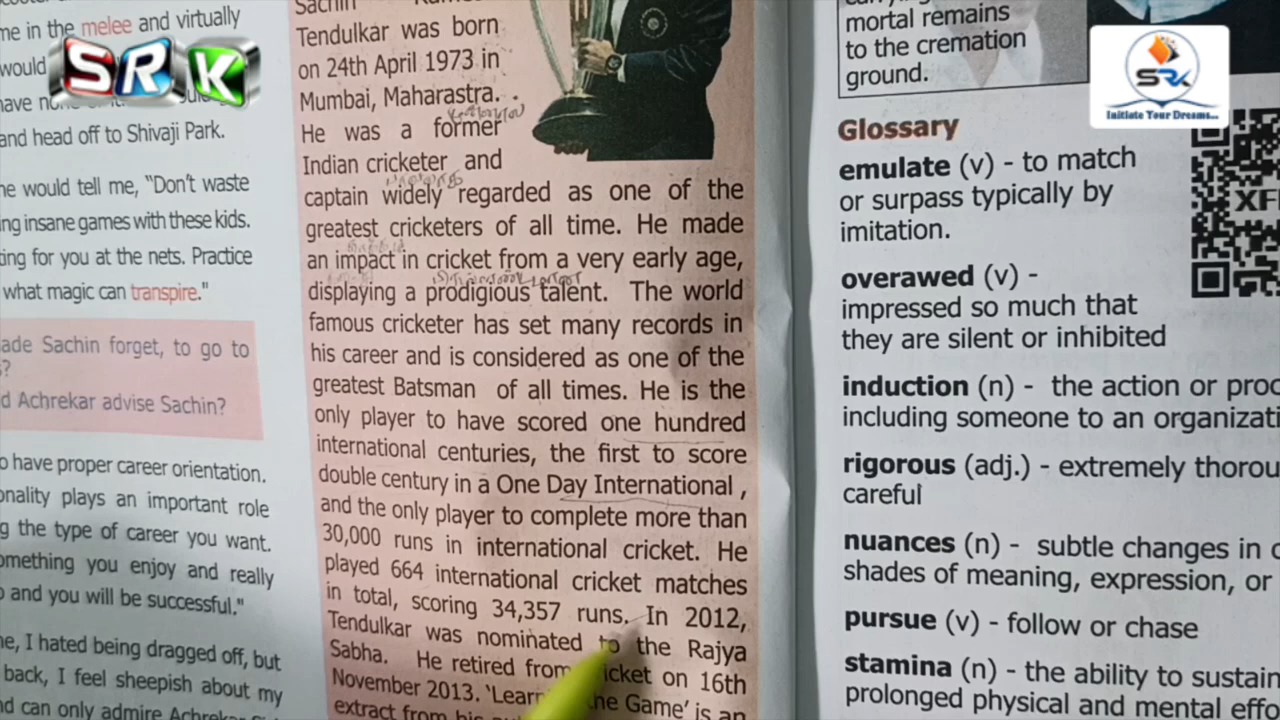 me in the melee and virtually
would
and head off to Shivaji Park.
he would tell me, "Don't waste
ng insane games with these kids.
ting for you at the nets. Practice
what magic can transpire."
ade Sachin forget, to go to
s?
d Achrekar advise Sachin?
o have proper career orientation.
onality plays an important role
g the type of career you want.
omething you enjoy and really
o and you will be successful."
me, I hated being dragged off, but
back, I feel sheepish about my
nd can only admire Achrekar
SRK
Sachin
Tendulkar was born
on 24th April 1973 in
Mumbai, Maharastra.
He was a former
Indian cricketer and
captain widely regarded as one of the
greatest cricketers of all time. He made
an impact in cricket from a very early age,
displaying a prodigious talent. The world
famous cricketer has set many records in
his career and is considered as one of the
greatest Batsman of all times. He is the
only player to have scored one hundred
international centuries, the first to score
double century in a One Day International ,
and the only player to complete more than
30,000 runs in international cricket. He
played 664 international cricket matches
in total, scoring 34,357 runs. In 2012,
Tendulkar was nominated to the Rajya
Sabha. He retired from cricket on 16th
November 2013. 'Learn the Game' is an
extract from his
mortal remains
to the cremation
ground.
SRK
Initiate Your Dreams...
Glossary
emulate (v) - to match
or surpass typically by
imitation.
overawed (v) -
impressed so much that
they are silent or inhibited
induction (n) - the action or proc
including someone to an organizati
rigorous (adj.) - extremely thorou
careful
nuances (n) - subtle changes in
shades of meaning, expression, or
pursue (v) - follow or chase
stamina (n) - the ability to sustain
prolonged physical and mental effo
XF